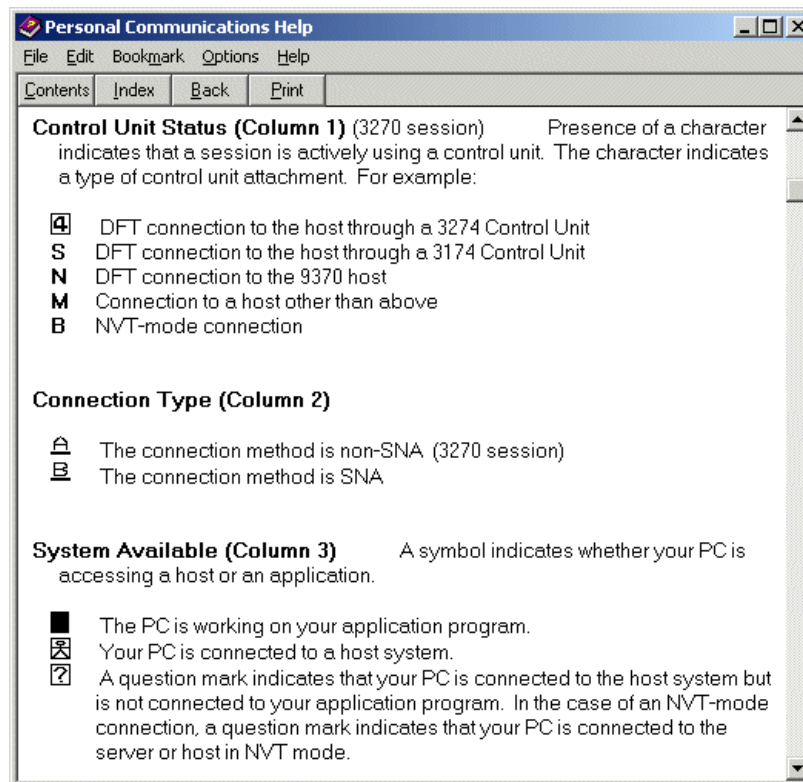 Personal Communications Help
File Edit Bookmark Options Help
Contents Index Back Print
Control Unit Status (Column 1) (3270 session) Presence of a character
indicates that a session is actively using a control unit. The character indicates
a type of control unit attachment. For example:
4 DFT connection to the host through a 3274 Control Unit
S DFT connection to the host through a 3174 Control Unit
N DFT connection to the 9370 host
M Connection to a host other than above
B NVT-mode connection
Connection Type (Column 2)
A The connection method is non-SNA (3270 session)
B The connection method is SNA
System Available (Column 3) A symbol indicates whether your PC is
accessing a host or an application.
The PC is working on your application program.
Your PC is connected to a host system.
? A question mark indicates that your PC is connected to the host system but
is not connected to your application program. In the case of an NVT-mode
connection, a question mark indicates that your PC is connected to the
server or host in NVT mode.